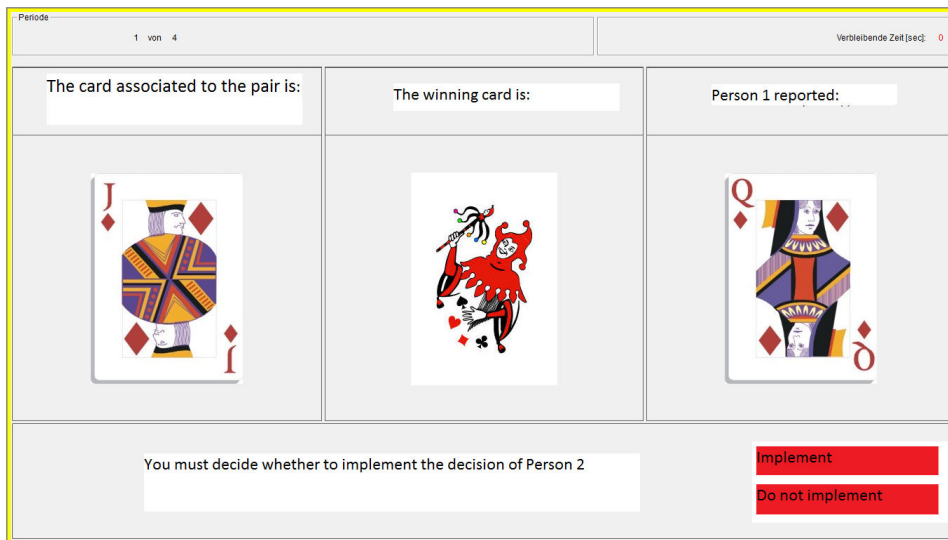 Periode
1 von 4
Verbleibende Zeit [sec]: 0
The card associated to the pair is:
The winning card is:
Person 1 reported:
J
J
Q
Q
You must decide whether to implement the decision of Person 2
Implement
Do not implement